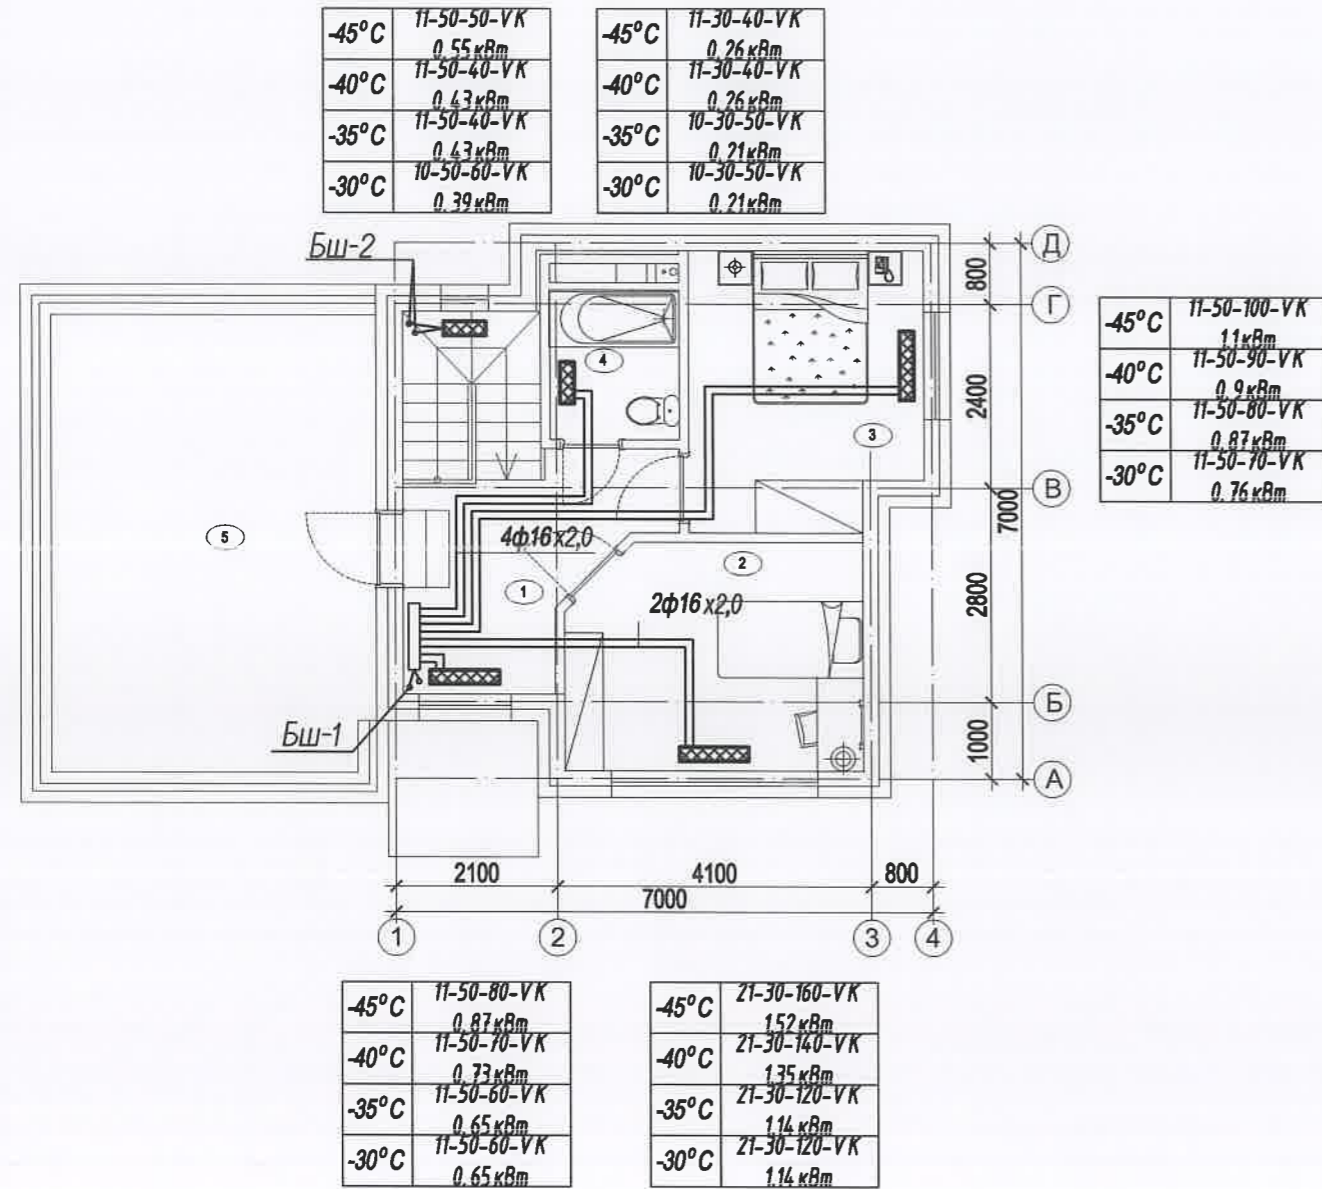 -45°C 11-50-50-VK
0,55кВт
-40°C 11-50-40-VK
0,43кВт
-35°C 11-50-40-VK
0,43кВт
-30°C 10-50-60-VK
0,39кВт
-45°C 11-30-40-VK
0,26кВт
-40°C 11-30-40-VK
0,26кВт
-35°C 10-30-50-VK
0,21кВт
-30°C 10-30-50-VK
0,21кВт
Бш-2
Д
800
Г
-45°C 11-50-100-VK
1,1кВт
-40°C 11-50-90-VK
0,9кВт
-35°C 11-50-80-VK
0,87кВт
-30°C 11-50-70-VK
0,76кВт
4
2400
3
В
7000
5
4ф16х2,0
2
1
2ф16х2,0
2800
Б
Бш-1
1000
А
2100
4100
800
7000
1
2
3
4
-45°C 11-50-80-VK
0,87кВт
-40°C 11-50-70-VK
0,73кВт
-35°C 11-50-60-VK
0,65кВт
-30°C 11-50-60-VK
0,65кВт
-45°C 21-30-160-VK
1,52кВт
-40°C 21-30-140-VK
1,35кВт
-35°C 21-30-120-VK
1,14кВт
-30°C 21-30-120-VK
1,14кВт